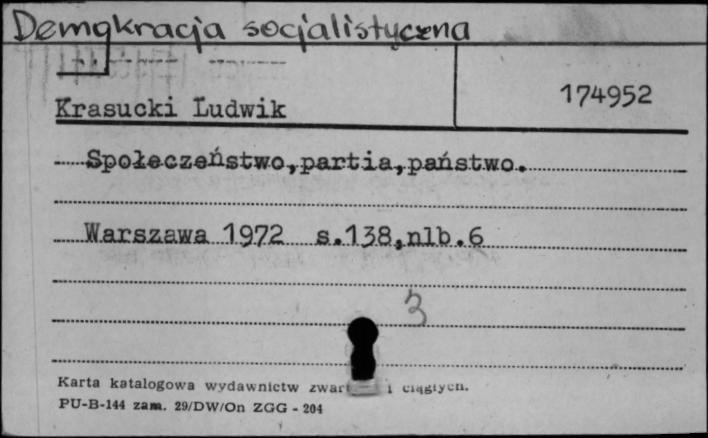 Demokracja socjalistyczna
174952
Krasucki Ludwik
Społeczeństwo,partia,państwo.
Warszawa 1972 s.138,nlb.6
3
Karta katalogowa wydawnictw i ciągłych.
PU-B-144 zam. 29/DW/On ZGG - 204